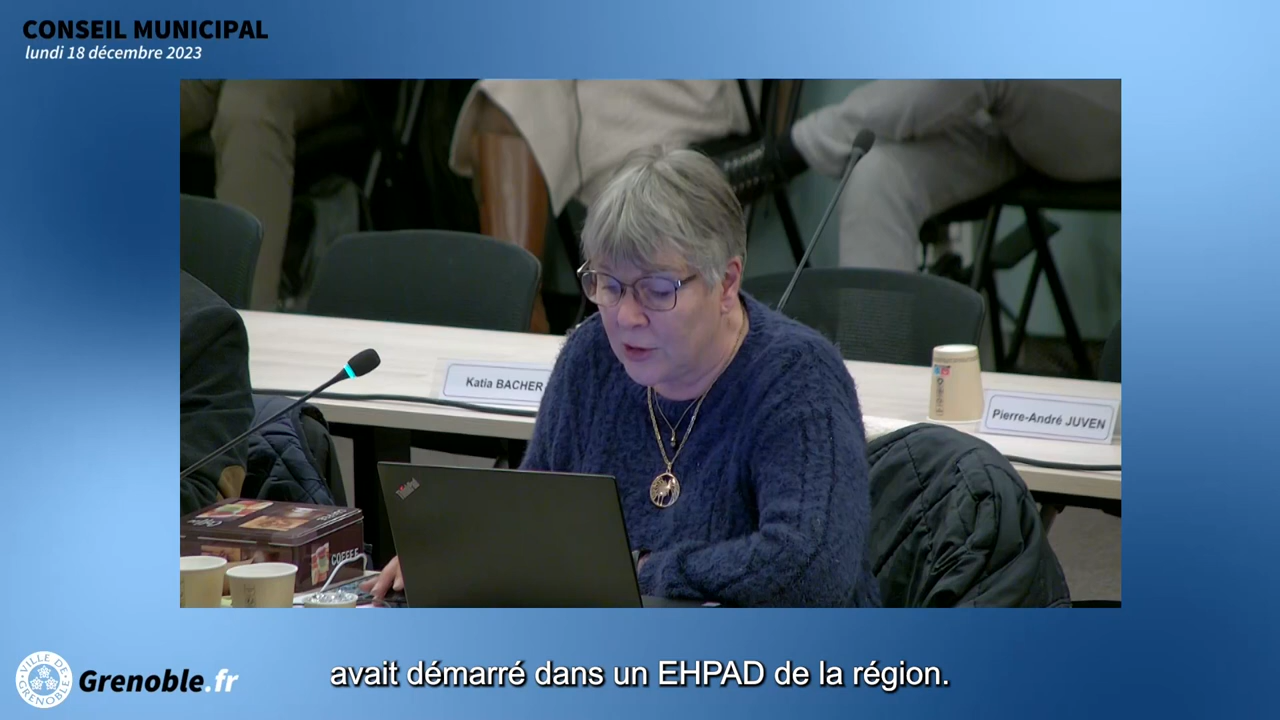 CONSEIL MUNICIPAL
lundi 18 décembre 2023
Katia BACHER
Pierre-André JUVEN
ThinkPad
COFFEE
VILLE DE GRENOBLE
Grenoble.fr
avait démarré dans un EHPAD de la région.